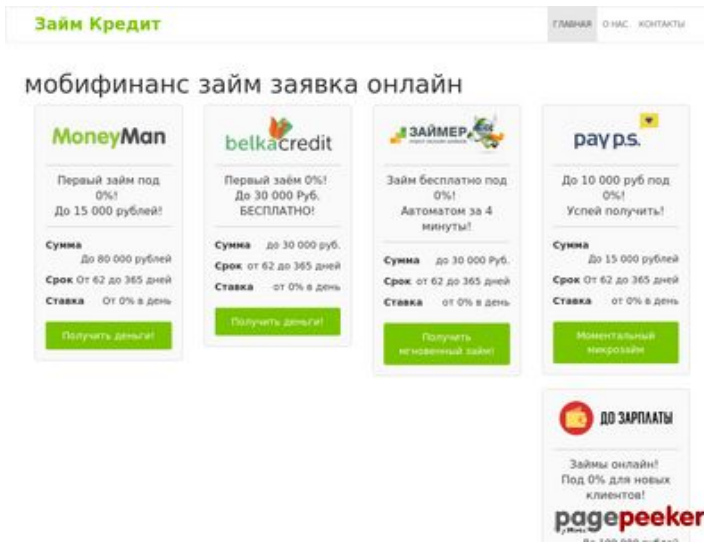 Займ Кредит
ГЛАВНАЯ О НАС КОНТАКТЫ
мобифинанс займ заявка онлайн
MoneyMan
Первый займ под
0%!
До 15 000 рублей!
Сумма
До 80 000 рублей
Срок От 62 до 365 дней
Ставка От 0% в день
Получить деньги!
belkacredit
Первый заём 0%!
До 30 000 Руб.
БЕСПЛАТНО!
Сумма до 30 000 руб.
Срок от 62 до 365 дней
Ставка от 0% в день
Получить деньги!
ЗАЙМЕР
Займ бесплатно под
0%!
Автоматом за 4
минуты!
Сумма до 30 000 Руб.
Срок от 62 до 365 дней
Ставка от 0% в день
Получить
мгновенный займ!
pay p.s.
До 10 000 руб под
0%!
Успей получить!
Сумма
До 15 000 рублей
Срок От 62 до 365 дней
Ставка От 0% в день
Моментальный
микрозайм
ДО ЗАРПЛАТЫ
Займы онлайн!
Под 0% для новых
клиентов!
pagepeeker
До 100 000 рублей